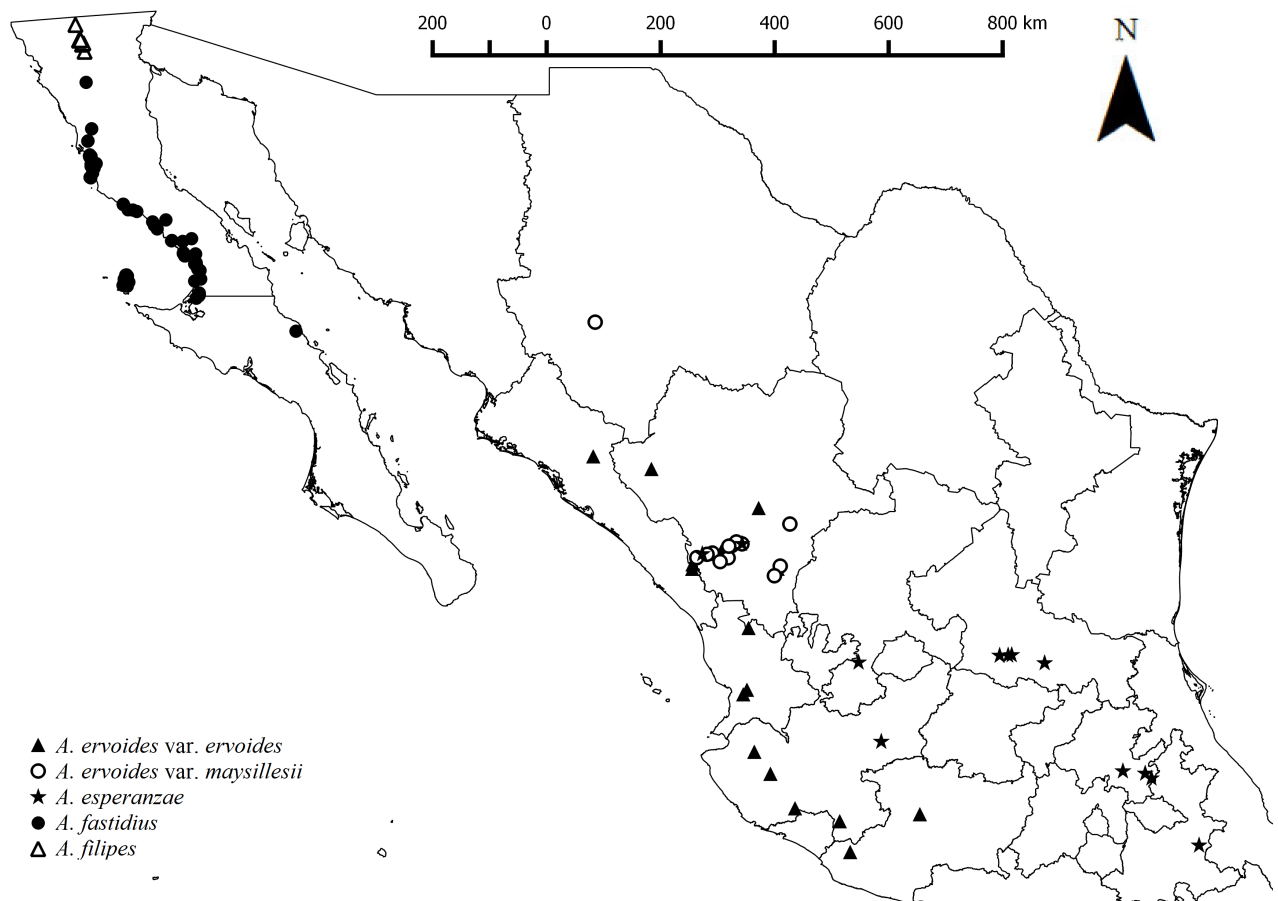 200 0 200 400 600 800 km
N
A. ervoides var. ervoides
A. ervoides var. maysillesii
A. esperanzae
A. fastidius
A. filipes